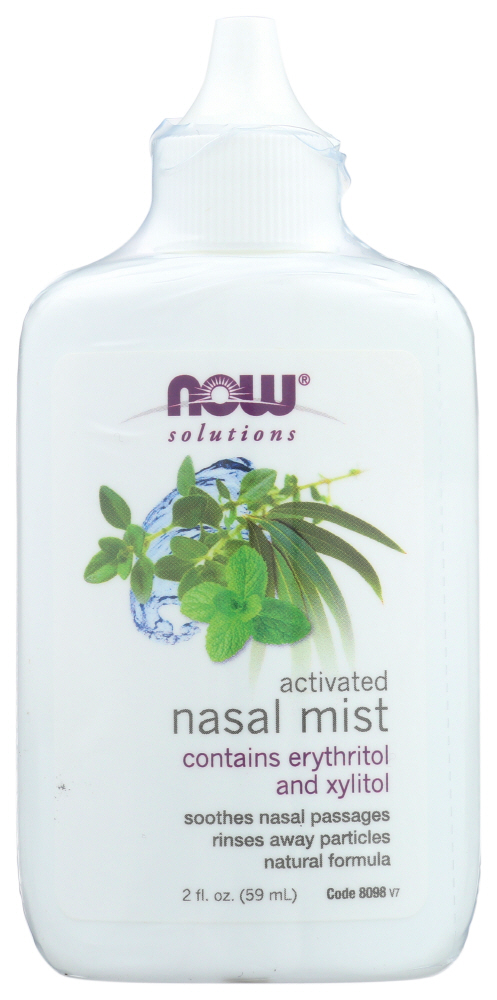 now®
solutions
activated
nasal mist
contains erythritol
and xylitol
soothes nasal passages
rinses away particles
natural formula
2 fl. oz. (59 mL) Code 8098 V7